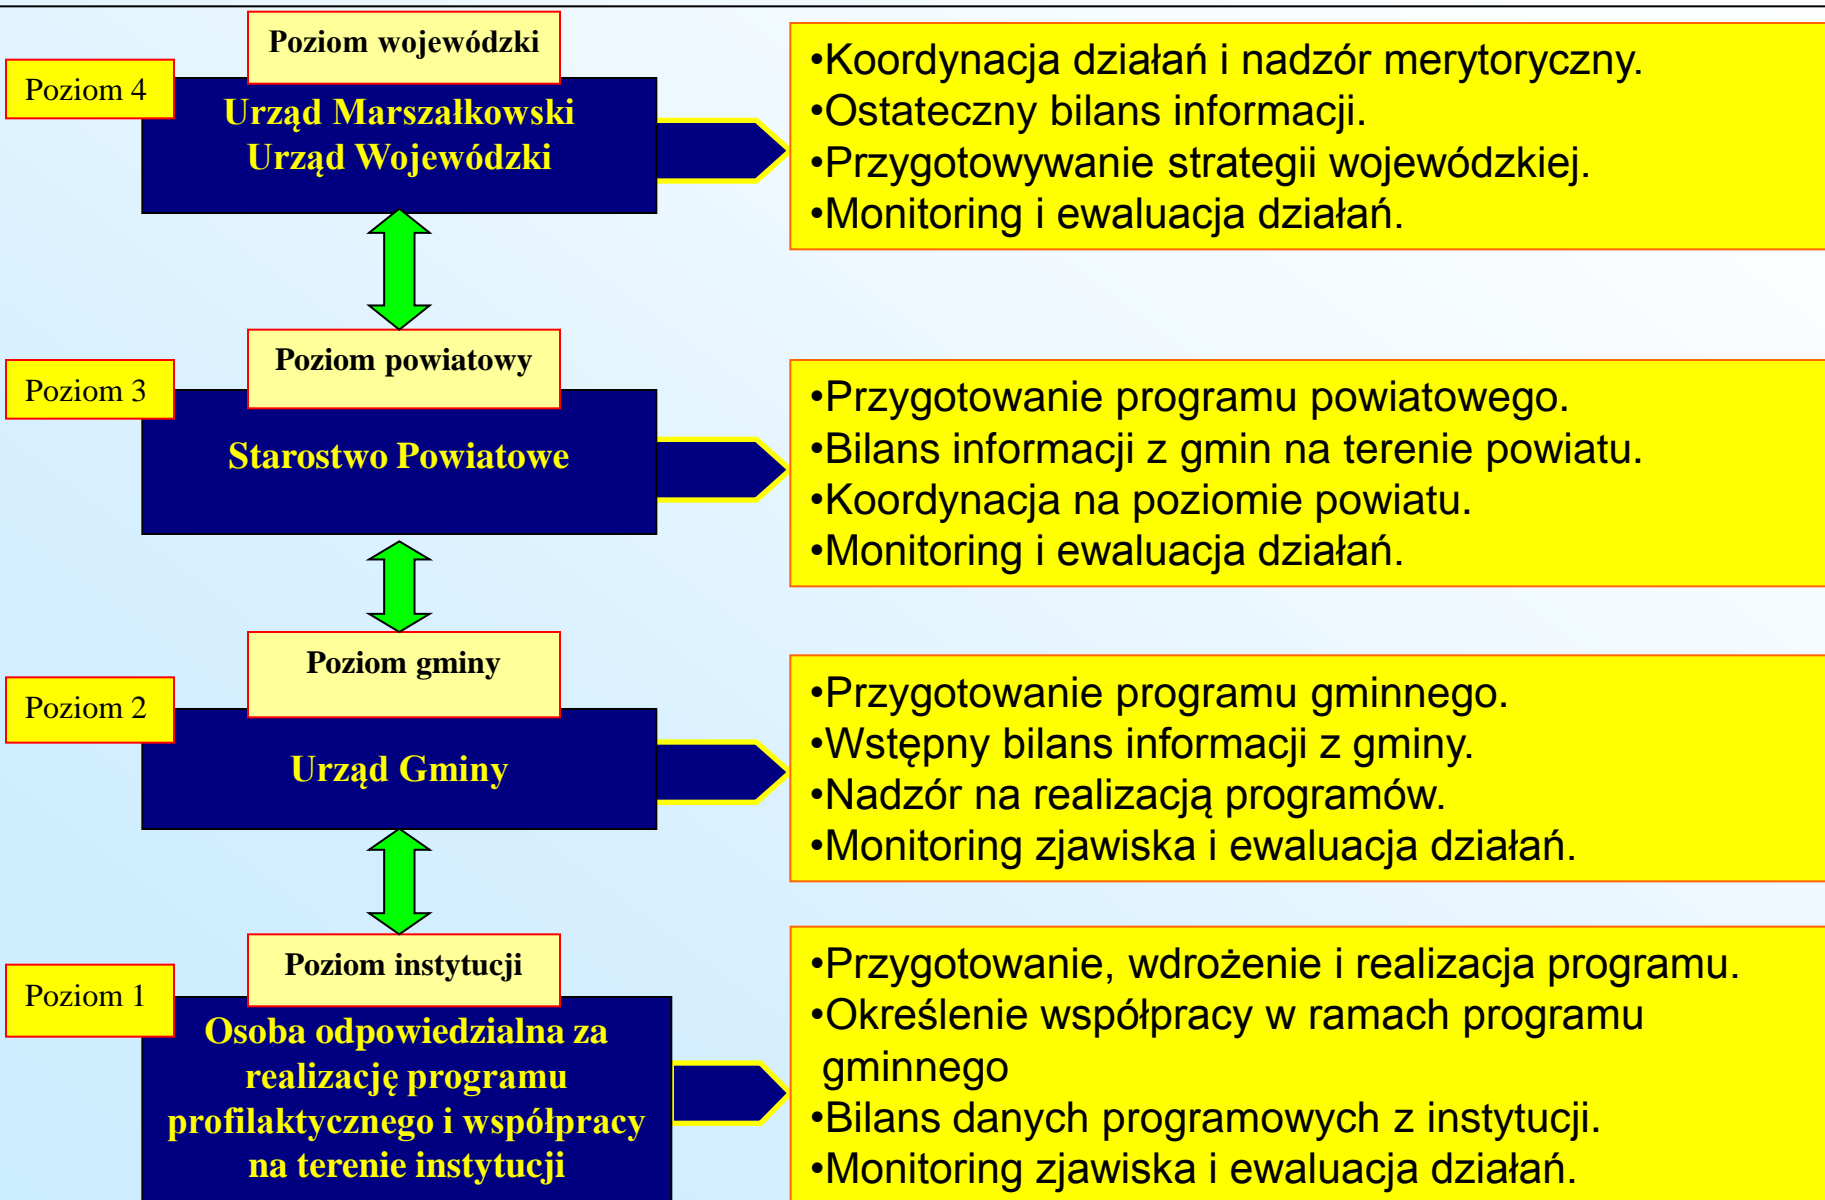 Poziom wojewódzki
Poziom 4
Urząd Marszałkowski
Urząd Wojewódzki
•Koordynacja działań i nadzór merytoryczny.
•Ostateczny bilans informacji.
•Przygotowywanie strategii wojewódzkiej.
•Monitoring i ewaluacja działań.
Poziom powiatowy
Poziom 3
Starostwo Powiatowe
•Przygotowanie programu powiatowego.
•Bilans informacji z gmin na terenie powiatu.
•Koordynacja na poziomie powiatu.
•Monitoring i ewaluacja działań.
Poziom gminy
Poziom 2
Urząd Gminy
•Przygotowanie programu gminnego.
•Wstępny bilans informacji z gminy.
•Nadzór na realizacją programów.
•Monitoring zjawiska i ewaluacja działań.
Poziom instytucji
Poziom 1
Osoba odpowiedzialna za
realizację programu
profilaktycznego i współpracy
na terenie instytucji
•Przygotowanie, wdrożenie i realizacja programu.
•Określenie współpracy w ramach programu
gminnego
•Bilans danych programowych z instytucji.
•Monitoring zjawiska i ewaluacja działań.